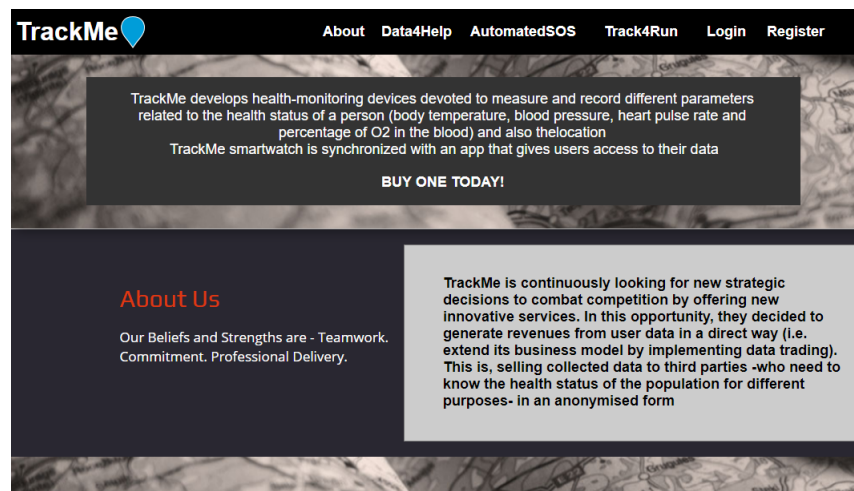 TrackMe
About Data4Help AutomatedSOS Track4Run Login Register
TrackMe develops health-monitoring devices devoted to measure and record different parameters
related to the health status of a person (body temperature, blood pressure, heart pulse rate and
percentage of O2 in the blood) and also thelocation
TrackMe smartwatch is synchronized with an app that gives users access to their data
BUY ONE TODAY!
About Us
Our Beliefs and Strengths are - Teamwork.
Commitment. Professional Delivery.
TrackMe is continuously looking for new strategic
decisions to combat competition by offering new
innovative services. In this opportunity, they decided to
generate revenues from user data in a direct way (i.e.
extend its business model by implementing data trading).
This is, selling collected data to third parties -who need to
know the health status of the population for different
purposes- in an anonymised form